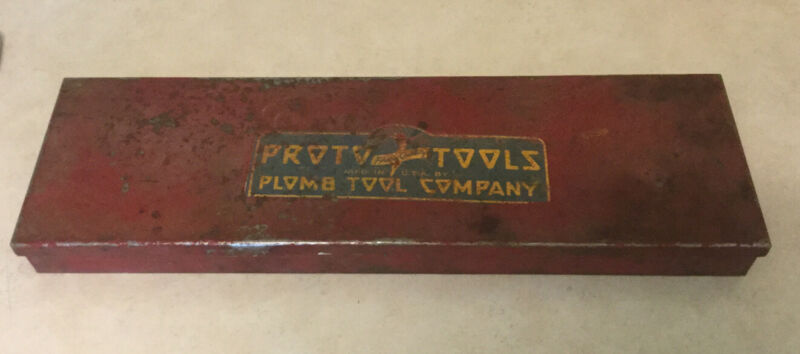 PROTO TOOLS
MFD. IN U.S.A. BY
PLOMB TOOL COMPANY